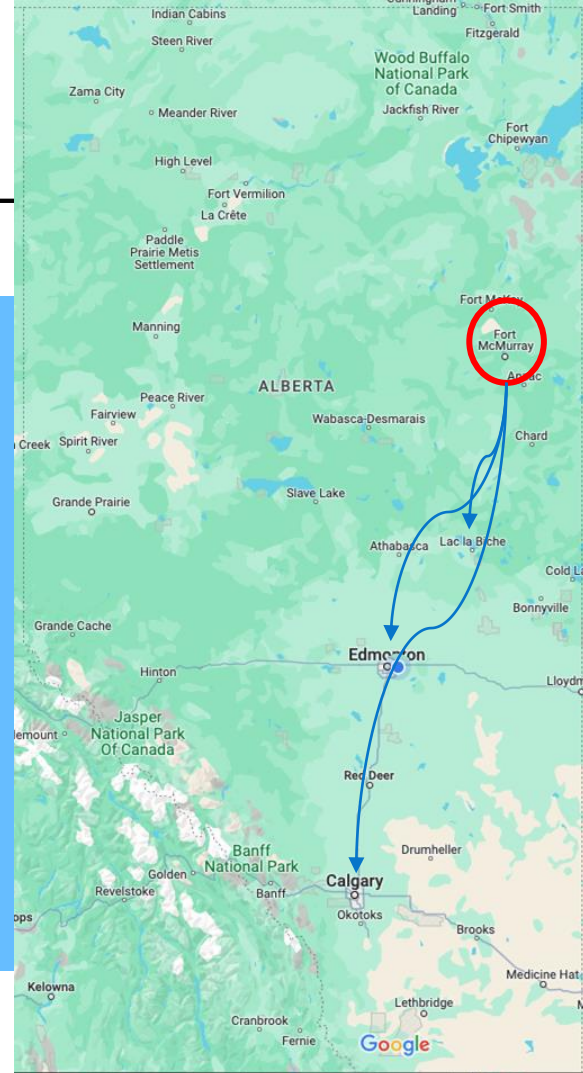 Landing
Fort Smith
Indian Cabins
Fitzgerald
Steen River
Wood Buffalo
National Park
of Canada
Zama City
Jackfish River
Meander River
Fort
Chipewyan
High Level
Fort Vermilion
La Crête
Paddle
Prairie Metis
Settlement
Fort McKay
Manning
Fort
McMurray
Anzac
ALBERTA
Peace River
Fairview
Wabasca-Desmarais
Creek
Spirit River
Chard
Slave Lake
Grande Prairie
Athabasca
Lac la Biche
Cold La
Bonnyville
Grande Cache
Edmonton
Hinton
Lloydm
Jasper
National Park
Of Canada
lemount
Red Deer
Drumheller
Banff
National Park
Golden
Calgary
Revelstoke
Banff
Okotoks
ops
Brooks
Medicine Hat
Kelowna
Lethbridge
Cranbrook
Fernie
Google